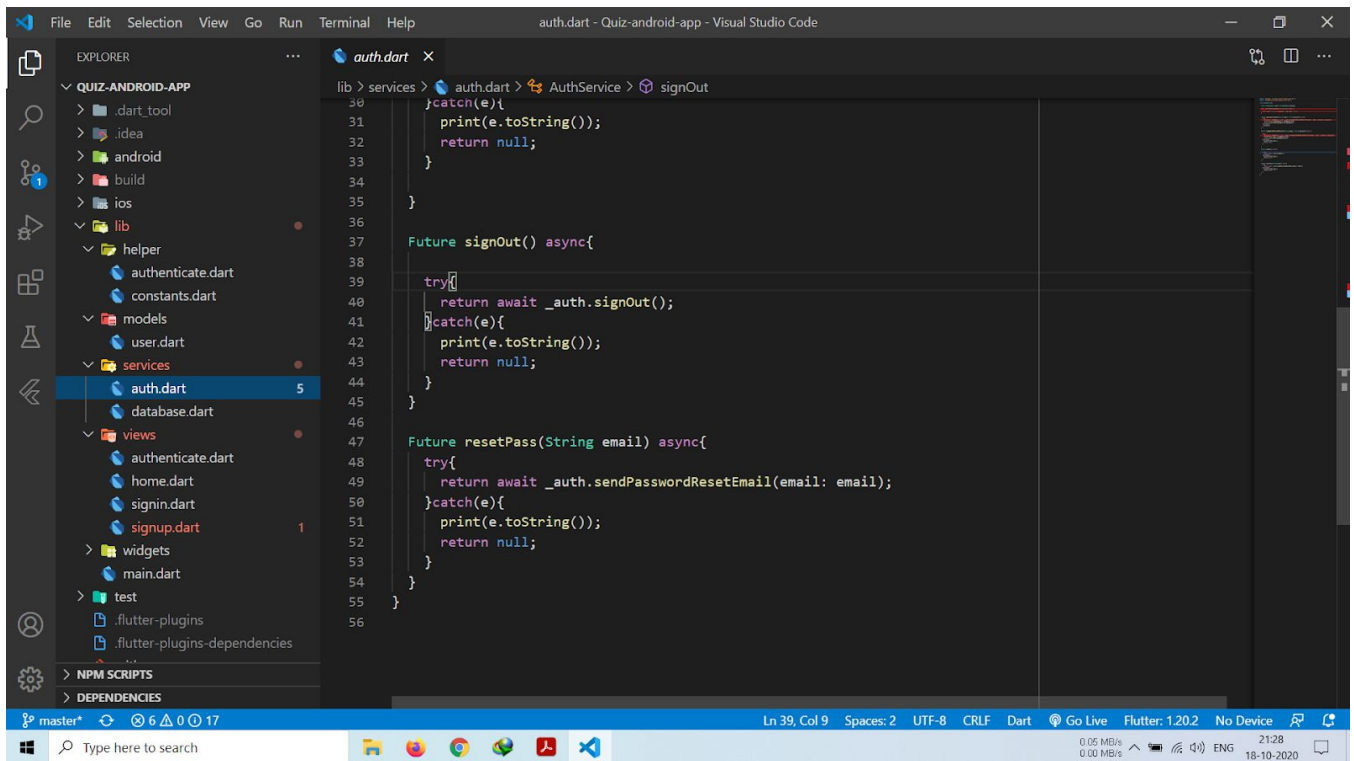 File Edit Selection View Go Run Terminal Help auth.dart - Quiz-android-app - Visual Studio Code
EXPLORER
QUIZ-ANDROID-APP
.dart_tool
.idea
android
build
ios
lib
helper
authenticate.dart
constants.dart
models
user.dart
services
auth.dart 5
database.dart
views
authenticate.dart
home.dart
signin.dart
signup.dart 1
widgets
main.dart
test
.flutter-plugins
.flutter-plugins-dependencies
NPM SCRIPTS
DEPENDENCIES
1
auth.dart
lib > services > auth.dart > AuthService > signOut
30 }catch(e){
31 print(e.toString());
32 return null;
33 }
34
35 }
36
37 Future signOut() async{
38
39 try{
40 return await _auth.signOut();
41 }catch(e){
42 print(e.toString());
43 return null;
44 }
45 }
46
47 Future resetPass(String email) async{
48 try{
49 return await _auth.sendPasswordResetEmail(email: email);
50 }catch(e){
51 print(e.toString());
52 return null;
53 }
54 }
55 }
56
master* 6 0 17 Ln 39, Col 9 Spaces: 2 UTF-8 CRLF Dart Go Live Flutter: 1.20.2 No Device
Type here to search
0.05 MB/s
0.00 MB/s
ENG
21:28
18-10-2020